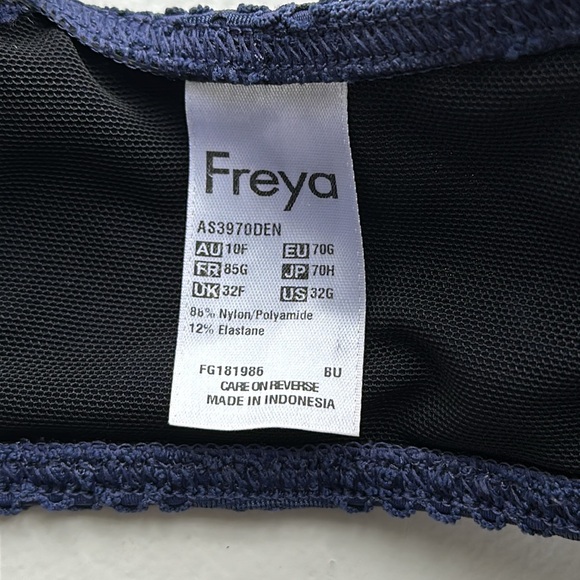 Freya
AS3970DEN
AU 10F EU 70G
FR 85G JP 70H
UK 32F US 32G
88% Nylon/Polyamide
12% Elastane
FG181986 BU
CARE ON REVERSE
MADE IN INDONESIA